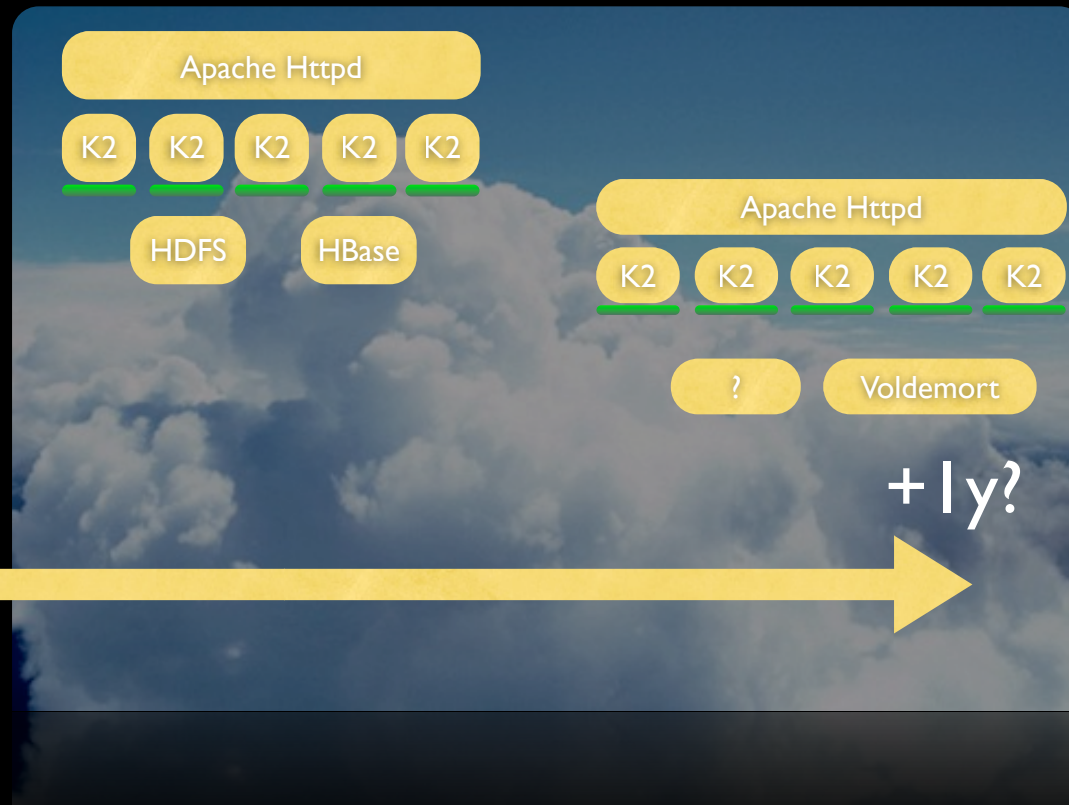 Apache Httpd
K2 K2 K2 K2 K2
HDFS HBase
Apache Httpd
K2 K2 K2 K2 K2
? Voldemort
+1y?